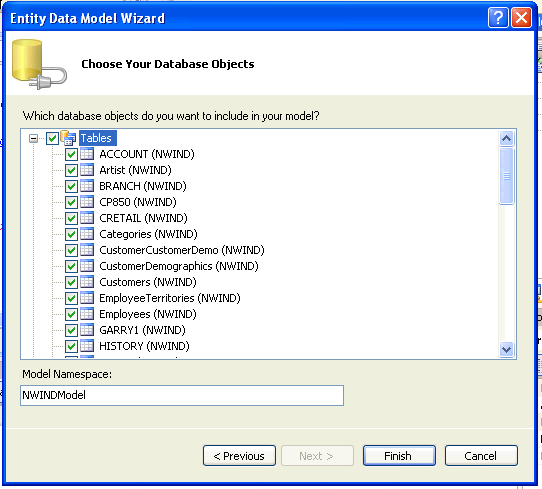 Entity Data Model Wizard
Choose Your Database Objects
Which database objects do you want to include in your model?
Tables
ACCOUNT (NWIND)
Artist (NWIND)
BRANCH (NWIND)
CP850 (NWIND)
CRETAIL (NWIND)
Categories (NWIND)
CustomerCustomerDemo (NWIND)
CustomerDemographics (NWIND)
Customers (NWIND)
EmployeeTerritories (NWIND)
Employees (NWIND)
GARRY1 (NWIND)
HISTORY (NWIND)
Model Namespace:
NWINDModel
< Previous Next > Finish Cancel